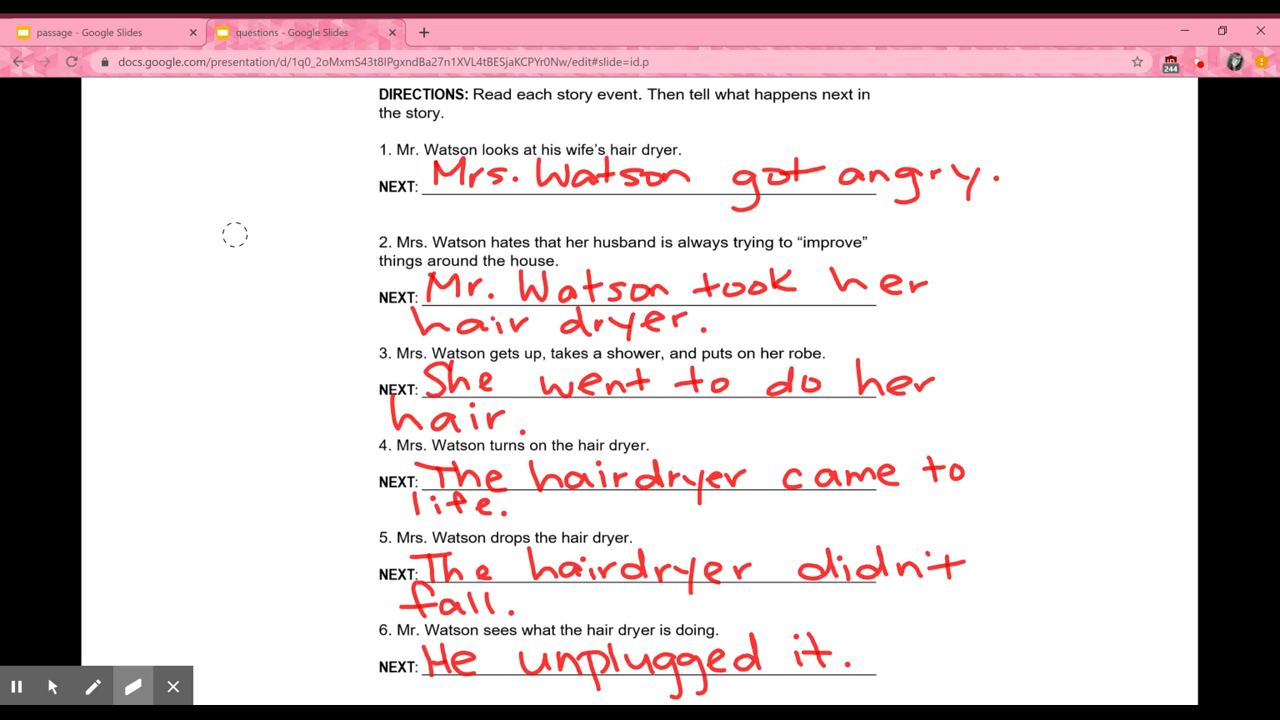 passage - Google Slides
questions - Google Slides
docs.google.com/presentation/d/1q0_2oMxmS43t8IPgxndBa27n1XVL4tBESjaKCPYr0Nw/edit#slide=id.p
244
DIRECTIONS: Read each story event. Then tell what happens next in
the story.
1. Mr. Watson looks at his wife's hair dryer.
NEXT: Mrs. Watson got angry.
2. Mrs. Watson hates that her husband is always trying to “improve”
things around the house.
NEXT: Mr. Watson took her
hair dryer.
3. Mrs. Watson gets up, takes a shower, and puts on her robe.
NEXT: She went to do her
hair.
4. Mrs. Watson turns on the hair dryer.
NEXT: The hairdryer came to
life.
5. Mrs. Watson drops the hair dryer.
NEXT: The hairdryer didn't
fall.
6. Mr. Watson sees what the hair dryer is doing.
NEXT: He unplugged it.